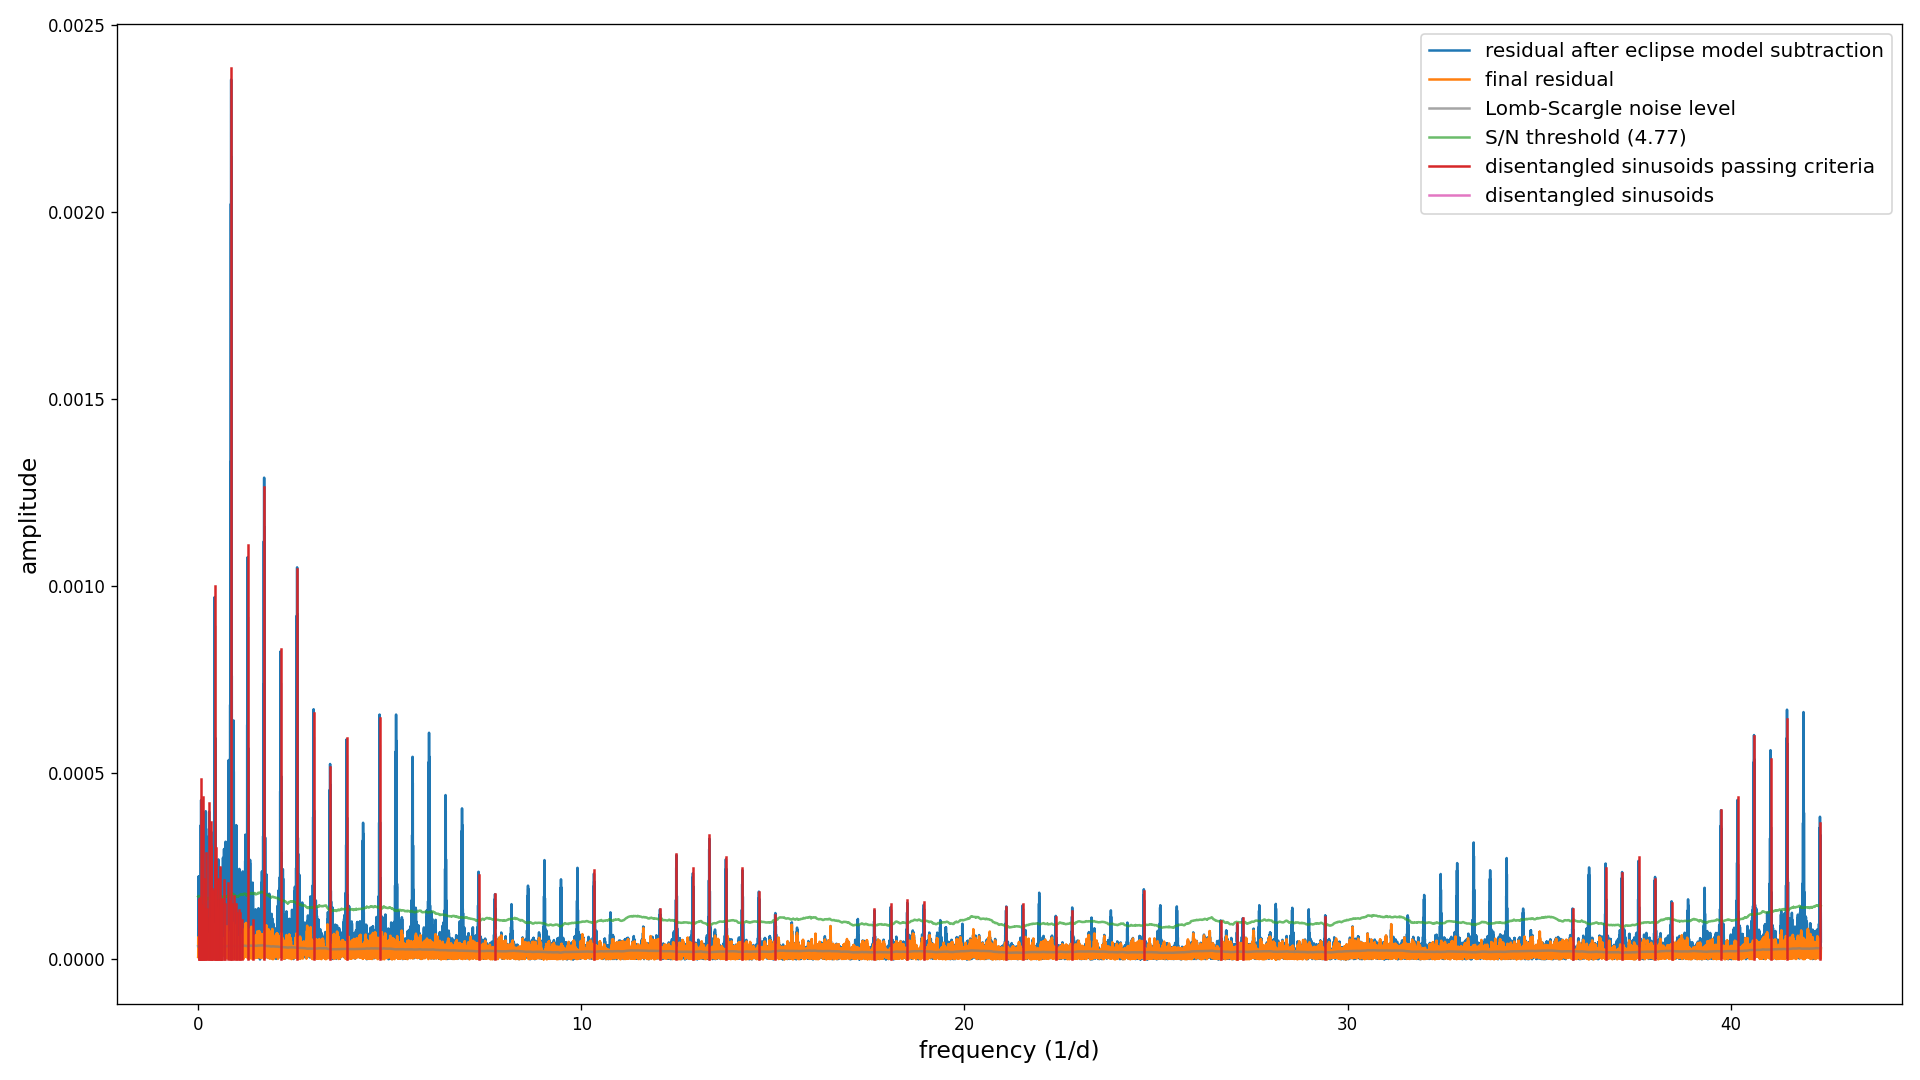 0.0025
0.0020
0.0015
0.0010
0.0005
0.0000
amplitude
0
10
20
30
40
frequency (1/d)
residual after eclipse model subtraction
final residual
Lomb-Scargle noise level
S/N threshold (4.77)
disentangled sinusoids passing criteria
disentangled sinusoids